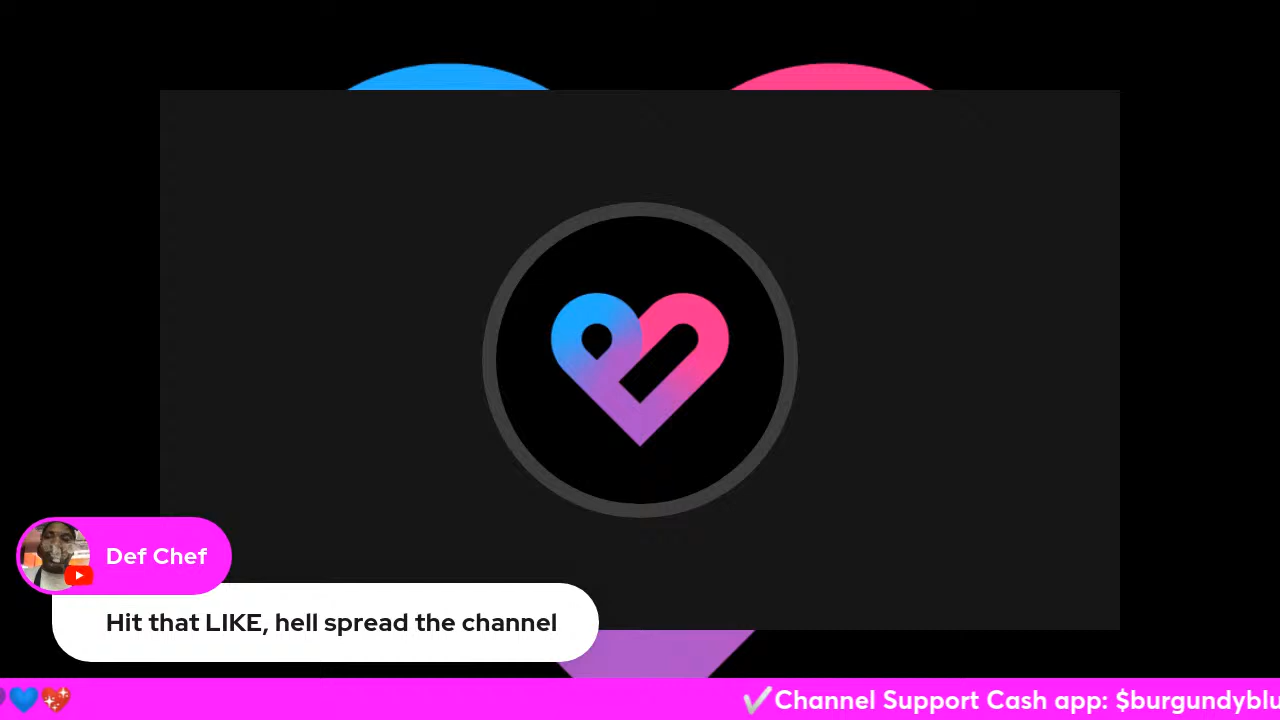 Def Chef
Hit that LIKE, hell spread the channel
💙💖 ✔Channel Support Cash app: $burgundyblu